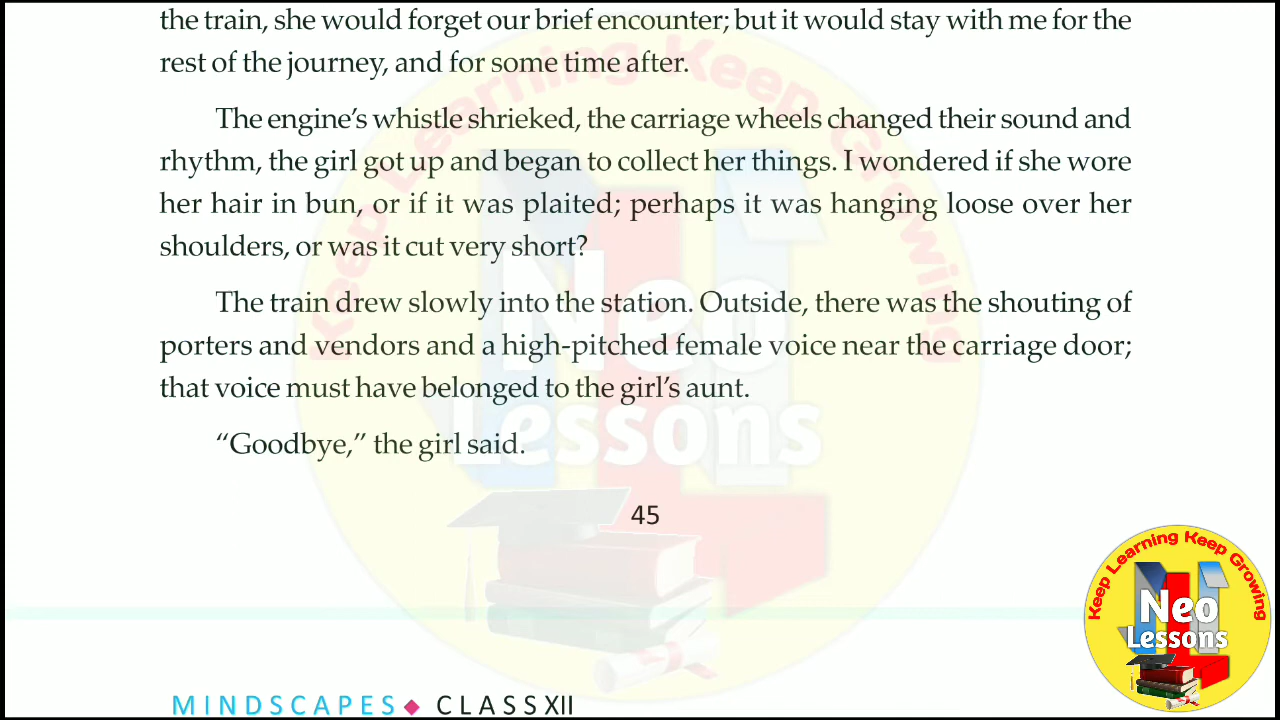 the train, she would forget our brief encounter; but it would stay with me for the
rest of the journey, and for some time after.
The engine's whistle shrieked, the carriage wheels changed their sound and
rhythm, the girl got up and began to collect her things. I wondered if she wore
her hair in bun, or if it was plaited; perhaps it was hanging loose over her
shoulders, or was it cut very short?
The train drew slowly into the station. Outside, there was the shouting of
porters and vendors and a high-pitched female voice near the carriage door;
that voice must have belonged to the girl's aunt.
“Goodbye,” the girl said.
45
MINDSCAPES ◆ CLASS XII
Keep Learning Keep Growing
Neo
Lessons
Keep Learning Keep Growing
Neo
Lessons